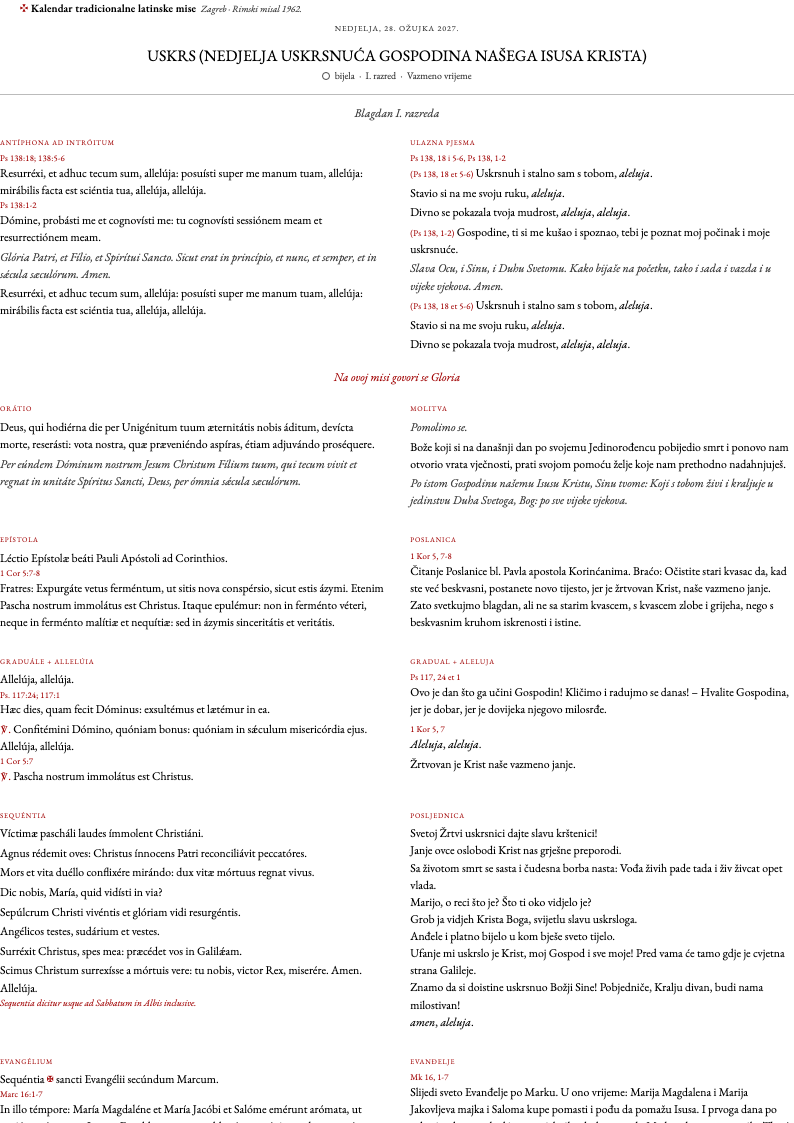 ✣ Kalendar tradicionalne latinske mise Zagreb · Rimski misal 1962.
NEDJELJA, 28. OŽUJKA 2027.
USKRS (NEDJELJA USKRSNUĆA GOSPODINA NAŠEGA ISUSA KRISTA)
bijela · I. razred · Vazmeno vrijeme
Blagdan I. razreda
ANTÍPHONA AD INTRÓITUM
Ps 138:18; 138:5-6
Resurréxi, et adhuc tecum sum, allelúja: posuísti super me manum tuam, allelúja:
mirábilis facta est sciéntia tua, allelúja, allelúja.
Ps 138:1-2
Dómine, probásti me et cognovísti me: tu cognovísti sessiónem meam et
resurrectiónem meam.
Glória Patri, et Fílio, et Spirítui Sancto. Sicut erat in princípio, et nunc, et semper, et in
sǽcula sæculórum. Amen.
Resurréxi, et adhuc tecum sum, allelúja: posuísti super me manum tuam, allelúja:
mirábilis facta est sciéntia tua, allelúja, allelúja.
ULAZNA PJESMA
Ps 138, 18 i 5-6, Ps 138, 1-2
(Ps 138, 18 et 5-6) Uskrsnuh i stalno sam s tobom, aleluja.
Stavio si na me svoju ruku, aleluja.
Divno se pokazala tvoja mudrost, aleluja, aleluja.
(Ps 138, 1-2) Gospodine, ti si me kušao i spoznao, tebi je poznat moj počinak i moje
uskrsnuće.
Slava Ocu, i Sinu, i Duhu Svetomu. Kako bijaše na početku, tako i sada i vazda i u
vijeke vjekova. Amen.
(Ps 138, 18 et 5-6) Uskrsnuh i stalno sam s tobom, aleluja.
Stavio si na me svoju ruku, aleluja.
Divno se pokazala tvoja mudrost, aleluja, aleluja.
Na ovoj misi govori se Gloria
ORÁTIO
Deus, qui hodiérna die per Unigénitum tuum æternitátis nobis áditum, devícta
morte, reserásti: vota nostra, quæ præveniéndo aspíras, étiam adjuvándo proséquere.
Per eúndem Dóminum nostrum Jesum Christum Fílium tuum, qui tecum vivit et
regnat in unitáte Spíritus Sancti, Deus, per ómnia sǽcula sæculórum.
MOLITVA
Pomolimo se.
Bože koji si na današnji dan po svojemu Jedinorođencu pobijedio smrt i ponovo nam
otvorio vrata vječnosti, prati svojom pomoću želje koje nam prethodno nadahnjuješ.
Po istom Gospodinu našemu Isusu Kristu, Sinu tvome: Koji s tobom živi i kraljuje u
jedinstvu Duha Svetoga, Bog: po sve vijeke vjekova.
EPÍSTOLA
Léctio Epístolæ beáti Pauli Apóstoli ad Corinthios.
1 Cor 5:7-8
Fratres: Expurgáte vetus ferméntum, ut sitis nova conspérsio, sicut estis ázymi. Etenim
Pascha nostrum immolátus est Christus. Itaque epulémur: non in ferménto véteri,
neque in ferménto malítiæ et nequítiæ: sed in ázymis sinceritátis et veritátis.
POSLANICA
1 Kor 5, 7-8
Čitanje Poslanice bl. Pavla apostola Korinćanima. Braćo: Očistite stari kvasac da, kad
ste već beskvasni, postanete novo tijesto, jer je žrtvovan Krist, naše vazmeno janje.
Zato svetkujmo blagdan, ali ne sa starim kvascem, s kvascem zlobe i grijeha, nego s
beskvasnim kruhom iskrenosti i istine.
GRADUÁLE + ALLELÚIA
Allelúja, allelúja.
Ps. 117:24; 117:1
Hæc dies, quam fecit Dóminus: exsultémus et lætémur in ea.
℣. Confitémini Dómino, quóniam bonus: quóniam in sǽculum misericórdia ejus.
Allelúja, allelúja.
1 Cor 5:7
℣. Pascha nostrum immolátus est Christus.
GRADUAL + ALELUJA
Ps 117, 24 et 1
Ovo je dan što ga učini Gospodin! Kličimo i radujmo se danas! – Hvalite Gospodina,
jer je dobar, jer je dovijeka njegovo milosrđe.
1 Kor 5, 7
Aleluja, aleluja.
Žrtvovan je Krist naše vazmeno janje.
SEQUÉNTIA
Víctimæ pascháli laudes ímmolent Christiáni.
Agnus rédemit oves: Christus ínnocens Patri reconciliávit peccatóres.
Mors et vita duéllo conflixére mirándo: dux vitæ mórtuus regnat vivus.
Dic nobis, María, quid vidísti in via?
Sepúlcrum Christi vivéntis et glóriam vidi resurgéntis.
Angélicos testes, sudárium et vestes.
Surréxit Christus, spes mea: præcédet vos in Galilǽam.
Scimus Christum surrexísse a mórtuis vere: tu nobis, victor Rex, miserére. Amen.
Allelúja.
Sequentia dicitur usque ad Sabbatum in Albis inclusive.
POSLJEDNICA
Svetoj Žrtvi uskrsnici dajte slavu krštenici!
Janje ovce oslobodi Krist nas grješne preporodi.
Sa životom smrt se sasta i čudesna borba nasta: Vođa živih pade tada i živ živcat opet
vlada.
Marijo, o reci što je? Što ti oko vidjelo je?
Grob ja vidjeh Krista Boga, svijetlu slavu uskrsloga.
Anđele i platno bijelo u kom bješe sveto tijelo.
Ufanje mi uskrslo je Krist, moj Gospod i sve moje! Pred vama će tamo gdje je cvjetna
strana Galileje.
Znamo da si doistine uskrsnuo Božji Sine! Pobjedniče, Kralju divan, budi nama
milostivan!
amen, aleluja.
EVANGÉLIUM
Sequéntia ✠ sancti Evangélii secúndum Marcum.
Marc 16:1-7
In illo témpore: María Magdaléne et María Jacóbi et Salóme emérunt arómata, ut
EVANĐELJE
Mk 16, 1-7
Slijedi sveto Evanđelje po Marku. U ono vrijeme: Marija Magdalena i Marija
Jakovljeva majka i Saloma kupe pomasti i pođu da pomažu Isusa. I prvoga dana po